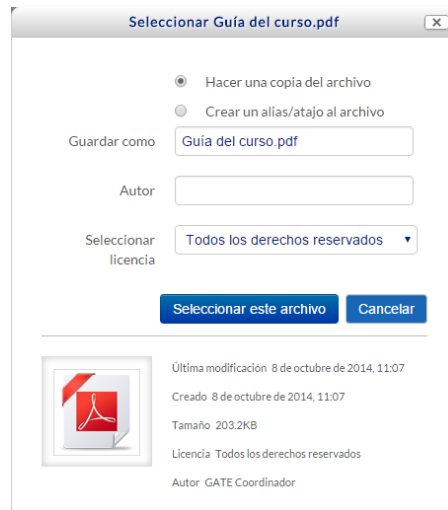 Seleccionar Guía del curso.pdf
Hacer una copia del archivo
Crear un alias/atajo al archivo
Guardar como Guía del curso.pdf
Autor
Seleccionar licencia Todos los derechos reservados
Seleccionar este archivo Cancelar
Última modificación 8 de octubre de 2014, 11:07
Creado 8 de octubre de 2014, 11:07
Tamaño 203.2KB
Licencia Todos los derechos reservados
Autor GATE Coordinador